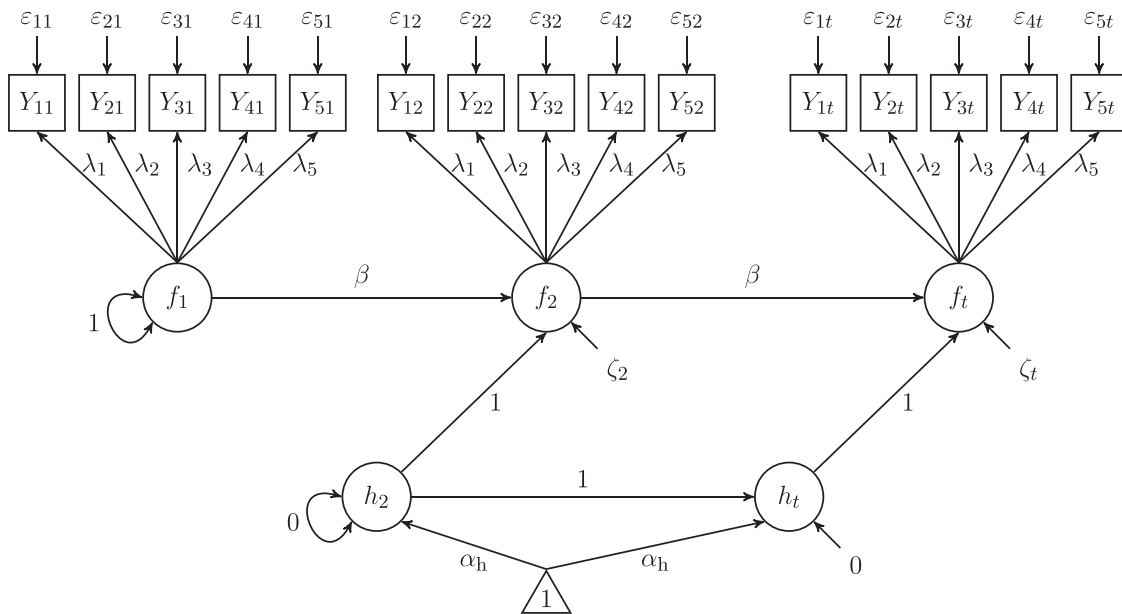 ε11 ε21 ε31 ε41 ε51 ε12 ε22 ε32 ε42 ε52 ε1t ε2t ε3t ε4t ε5t
Y11 Y21 Y31 Y41 Y51 Y12 Y22 Y32 Y42 Y52 Y1t Y2t Y3t Y4t Y5t
λ1 λ2 λ3 λ4 λ5 λ1 λ2 λ3 λ4 λ5 λ1 λ2 λ3 λ4 λ5
β β
f1 f2 ft
1
ζ2 ζt
1 1
1
h2 ht
0
αh αh 0
1